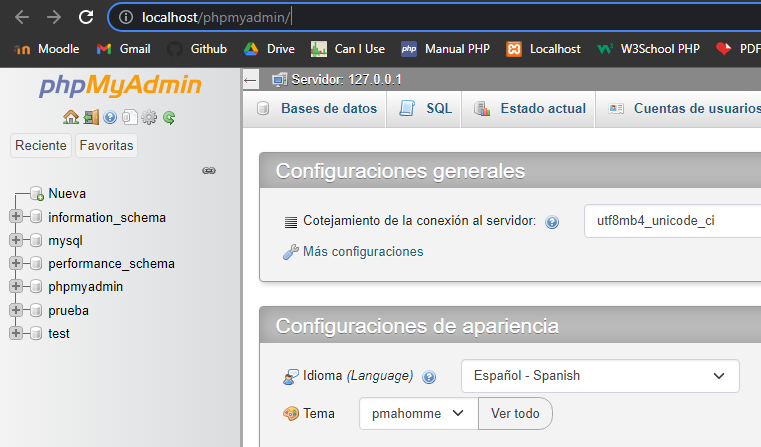 localhost/phpmyadmin/
Moodle Gmail Github Drive Can I Use Manual PHP Localhost W3School PHP PDF
phpMyAdmin
Reciente Favoritas
Nueva
information_schema
mysql
performance_schema
phpmyadmin
prueba
test
Servidor: 127.0.0.1
Bases de datos SQL Estado actual Cuentas de usuarios
Configuraciones generales
Cotejamiento de la conexión al servidor: utf8mb4_unicode_ci
Más configuraciones
Configuraciones de apariencia
Idioma (Language) Español - Spanish
Tema pmahomme Ver todo